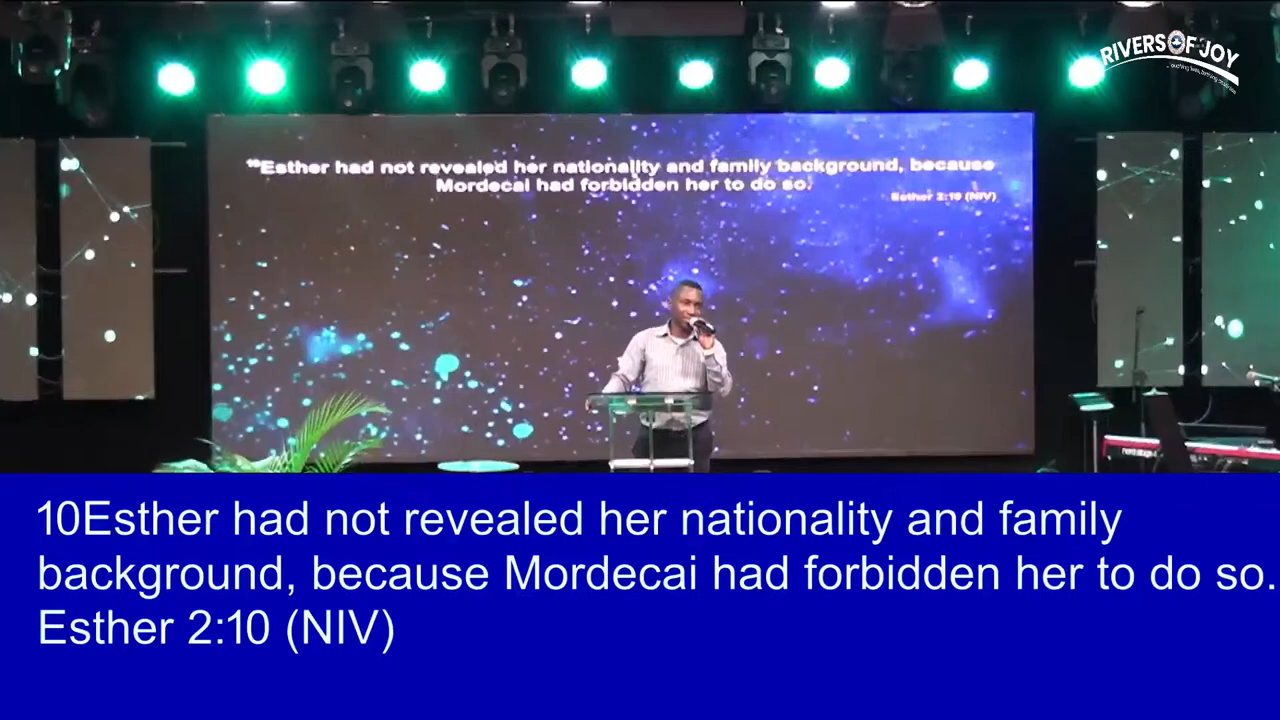 RIVERS OF JOY
10Esther had not revealed her nationality and family background, because
Mordecai had forbidden her to do so.
Esther 2:10 (NIV)
10Esther had not revealed her nationality and family
background, because Mordecai had forbidden her to do so.
Esther 2:10 (NIV)